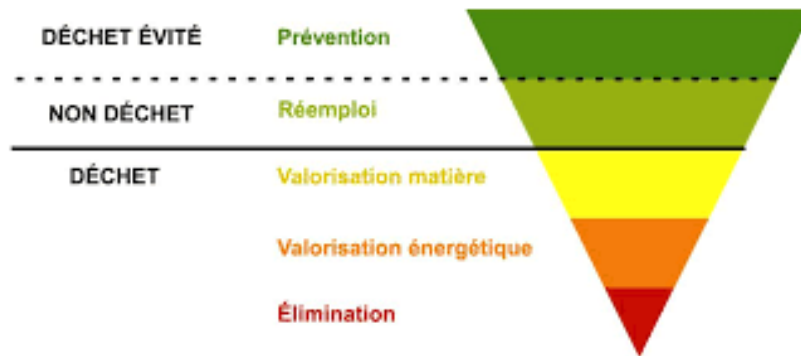 DÉCHET ÉVITÉ Prévention
NON DÉCHET Réemploi
DÉCHET Valorisation matière
Valorisation énergétique
Élimination